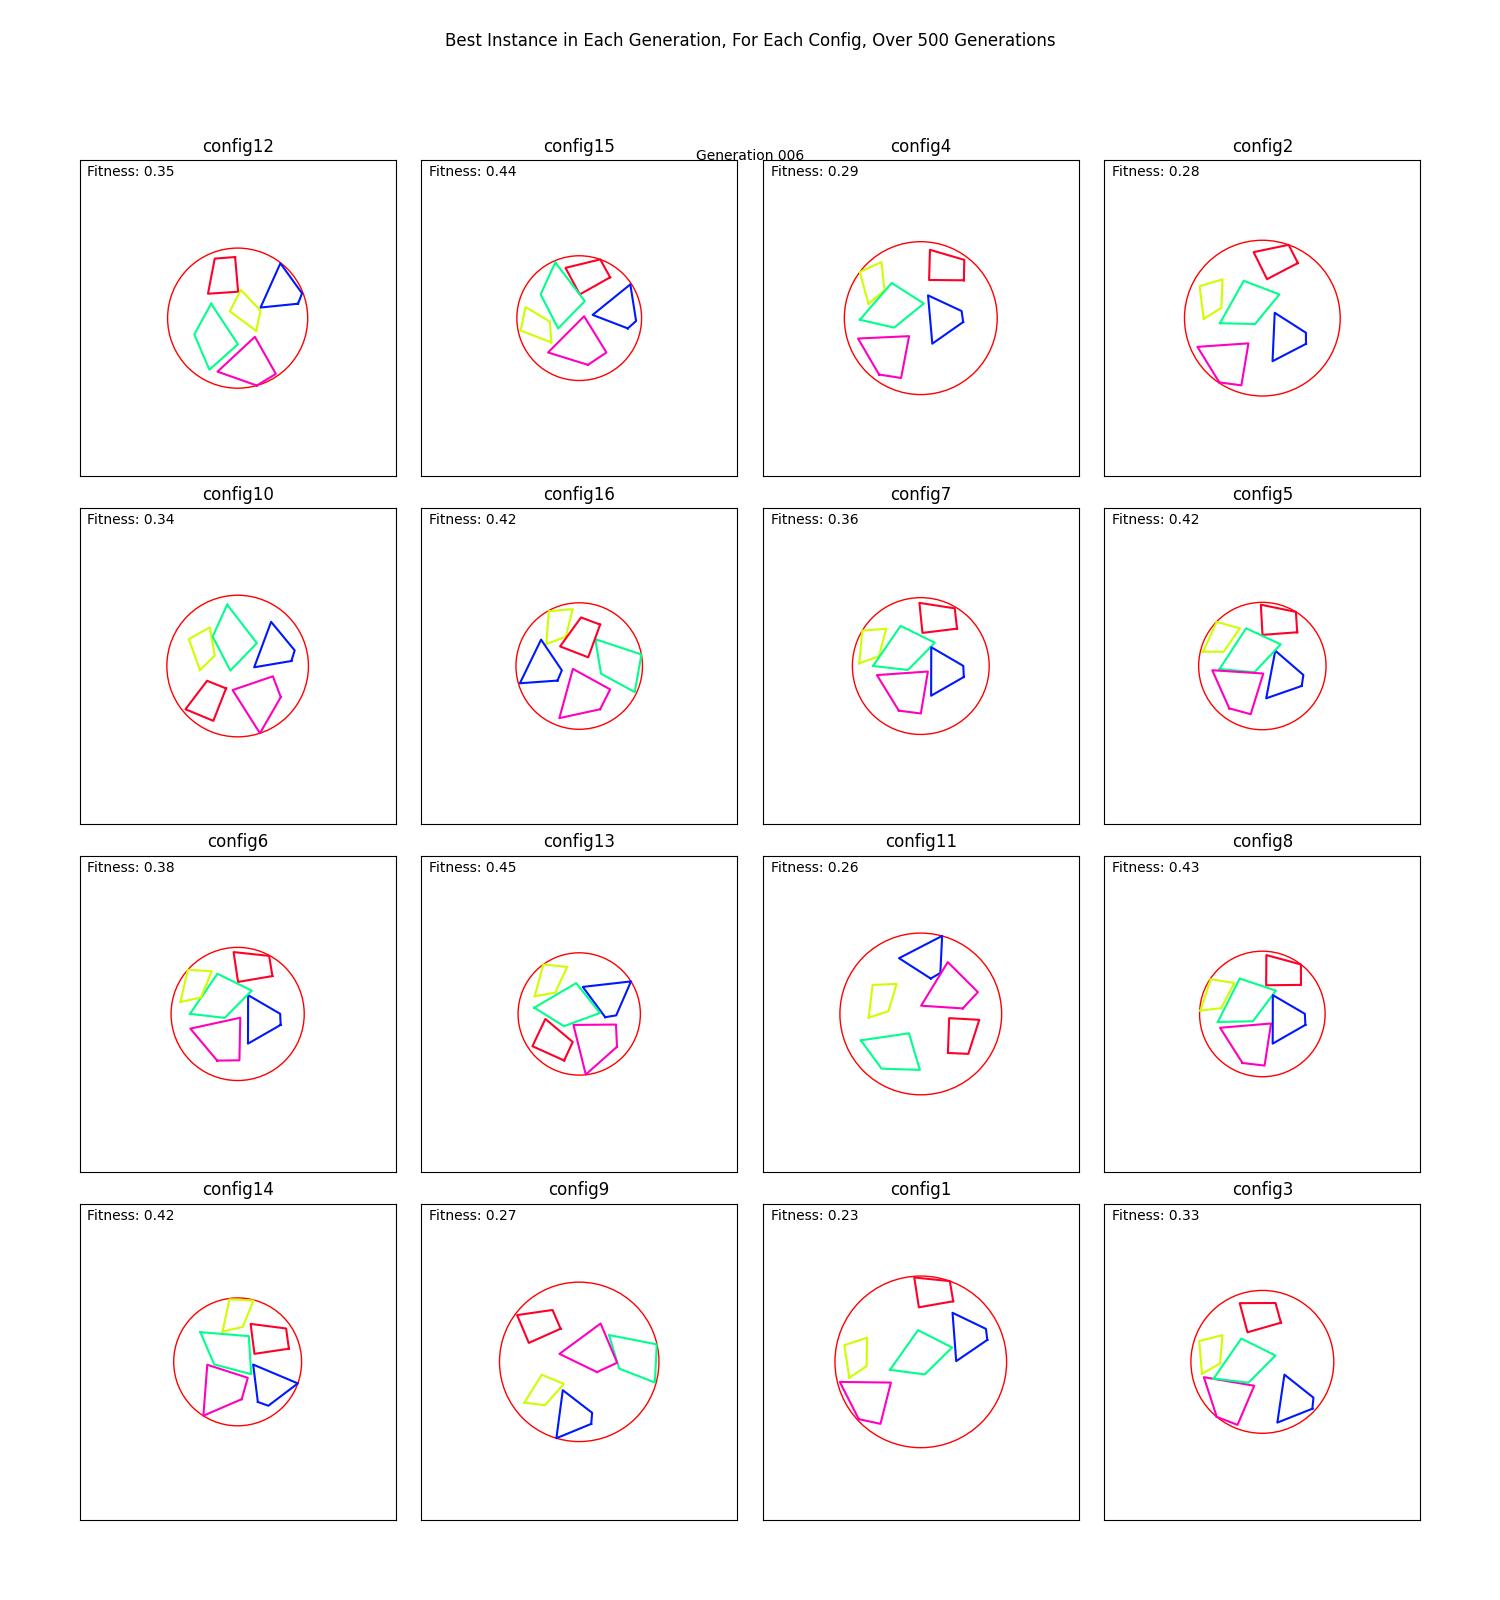 Best Instance in Each Generation, For Each Config, Over 500 Generations
Generation 006
config12
Fitness: 0.35
config15
Fitness: 0.44
config4
Fitness: 0.29
config2
Fitness: 0.28
config10
Fitness: 0.34
config16
Fitness: 0.42
config7
Fitness: 0.36
config5
Fitness: 0.42
config6
Fitness: 0.38
config13
Fitness: 0.45
config11
Fitness: 0.26
config8
Fitness: 0.43
config14
Fitness: 0.42
config9
Fitness: 0.27
config1
Fitness: 0.23
config3
Fitness: 0.33